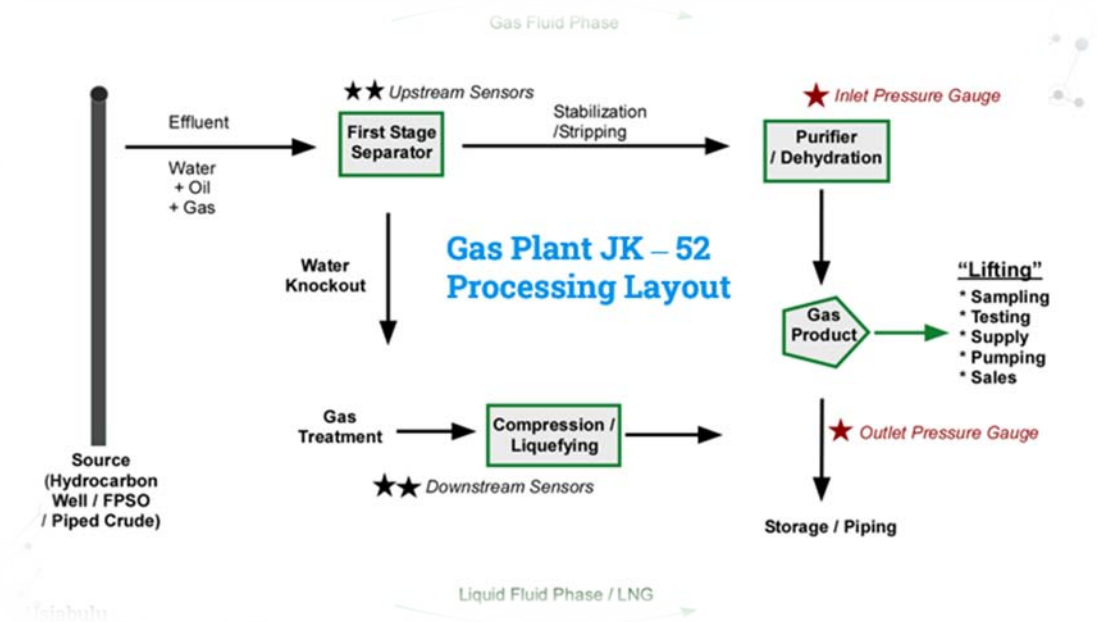 Gas Fluid Phase
★★ Upstream Sensors
★ Inlet Pressure Gauge
Effluent
First Stage
Separator
Stabilization
/Stripping
Purifier
/ Dehydration
Water
+ Oil
+ Gas
Gas Plant JK – 52
Processing Layout
Water
Knockout
"Lifting"
* Sampling
* Testing
* Supply
* Pumping
* Sales
Gas
Product
Gas
Treatment
Compression /
Liquefying
★ Outlet Pressure Gauge
★★ Downstream Sensors
Source
(Hydrocarbon
Well / FPSO
/ Piped Crude)
Storage / Piping
Liquid Fluid Phase / LNG